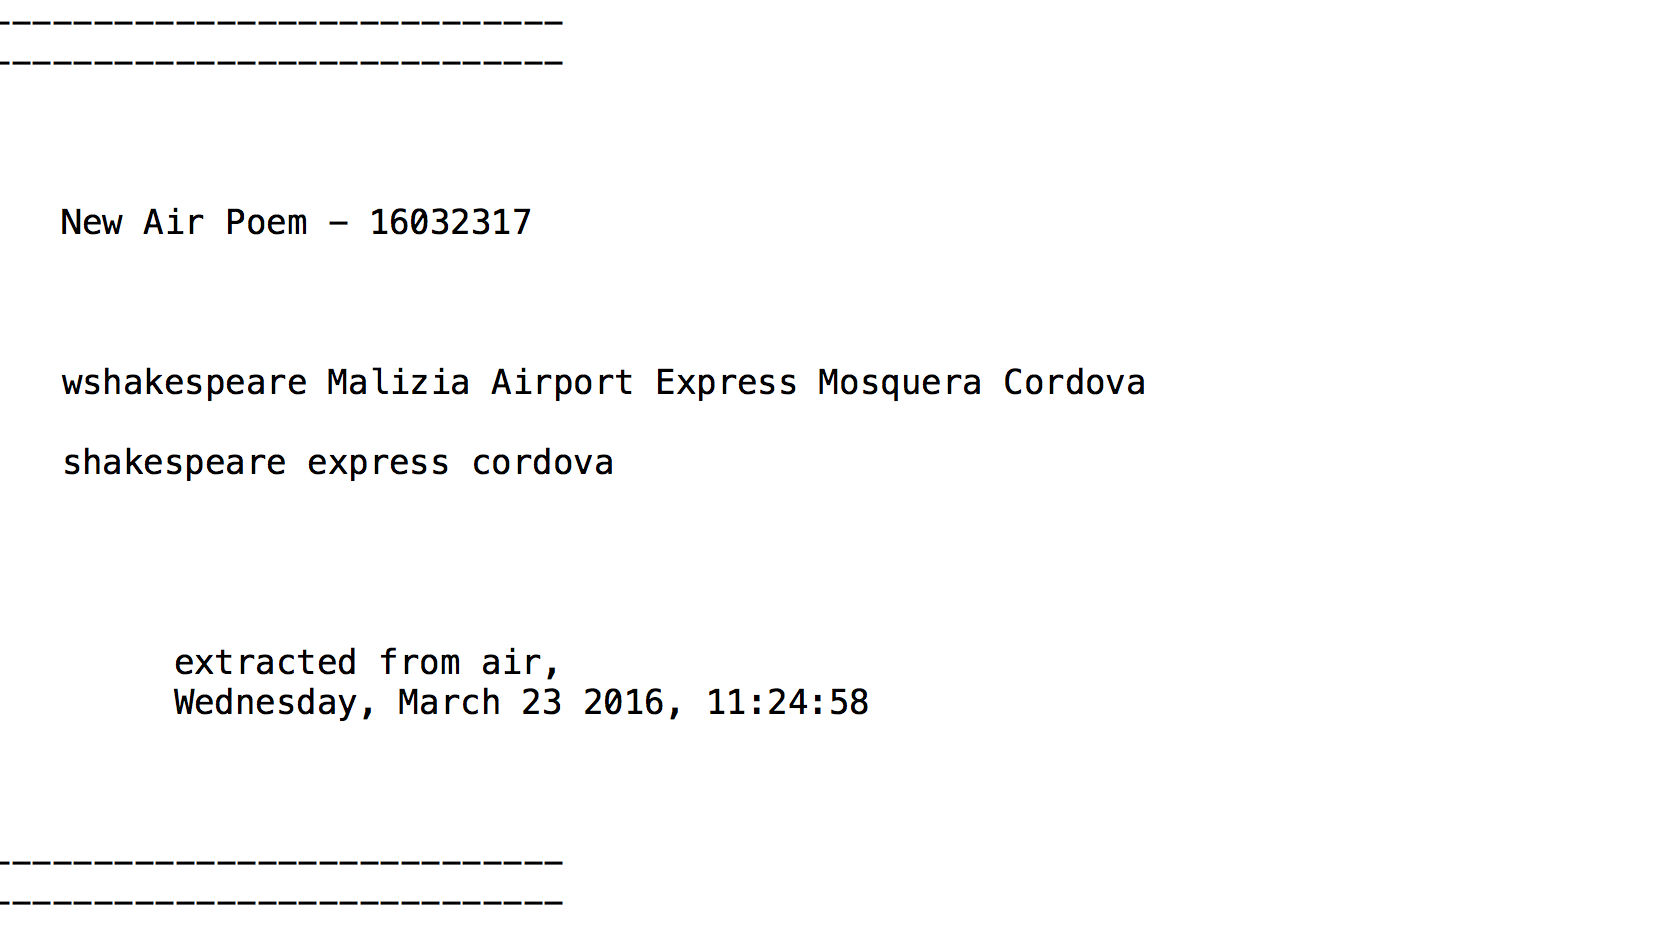 ----------------------------
----------------------------
New Air Poem - 16032317
wshakespeare Malizia Airport Express Mosquera Cordova
shakespeare express cordova
extracted from air,
Wednesday, March 23 2016, 11:24:58
----------------------------
----------------------------